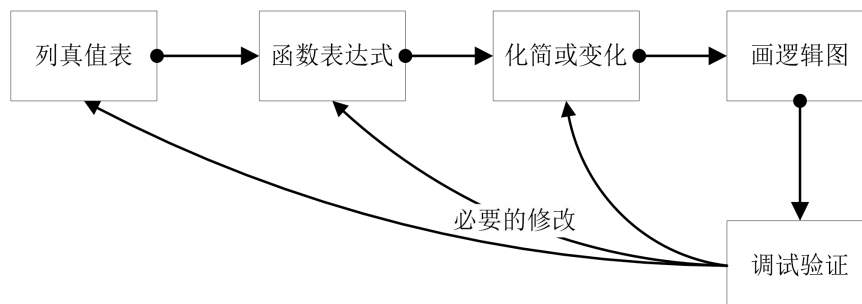 列真值表
函数表达式
化简或变化
画逻辑图
必要的修改
调试验证